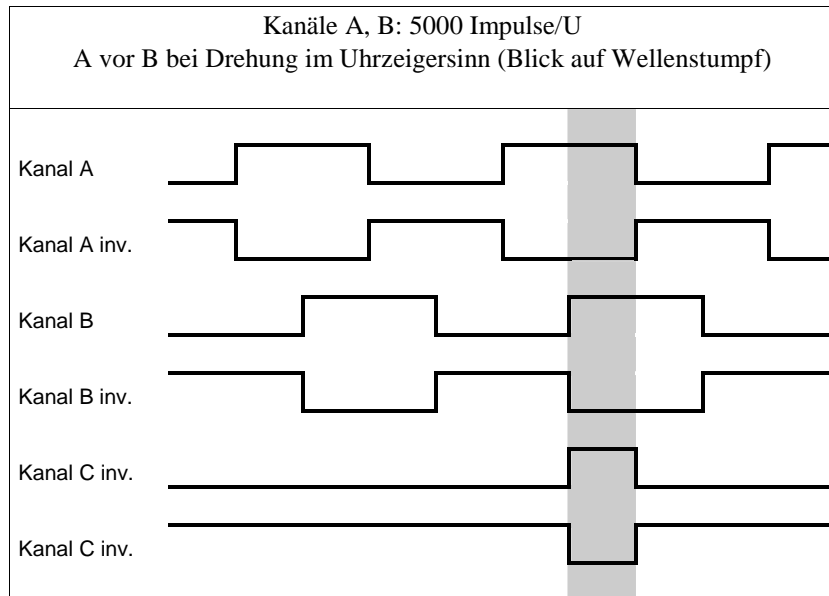 Kanäle A, B: 5000 Impulse/U
A vor B bei Drehung im Uhrzeigersinn (Blick auf Wellenstumpf)
Kanal A
Kanal A inv.
Kanal B
Kanal B inv.
Kanal C inv.
Kanal C inv.